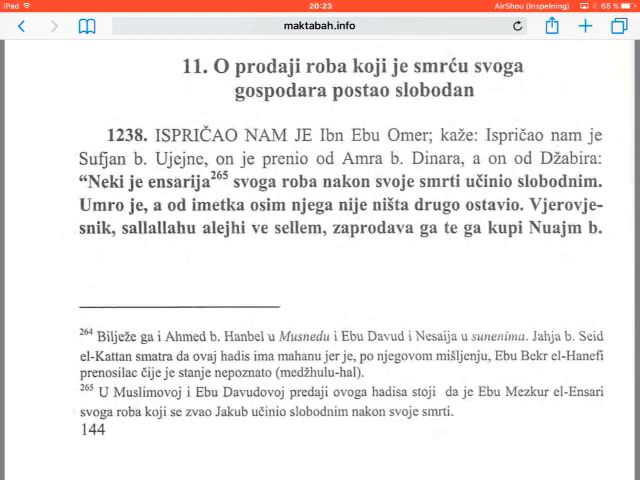 iPad
20:23
AirShou (Inspelning)
65 %
maktabah.info
11. O prodaji roba koji je smrću svoga
gospodara postao slobodan
1238. ISPRIČAO NAM JE Ibn Ebu Omer; kaže: Ispričao nam je
Sufjan b. Ujejne, on je prenio od Amra b. Dinara, a on od Džabira:
“Neki je ensarija265 svoga roba nakon svoje smrti učinio slobodnim.
Umro je, a od imetka osim njega nije ništa drugo ostavio. Vjerovje-
snik, sallallahu alejhi ve sellem, zaprodava ga te ga kupi Nuajm b.
264 Bilježe ga i Ahmed b. Hanbel u Musnedu i Ebu Davud i Nesaija u sunenima. Jahja b. Seid
el-Kattan smatra da ovaj hadis ima mahanu jer je, po njegovom mišljenju, Ebu Bekr el-Hanefi
prenosilac čije je stanje nepoznato (medžhulu-hal).
265 U Muslimovoj i Ebu Davudovoj predaji ovoga hadisa stoji da je Ebu Mezkur el-Ensari
svoga roba koji se zvao Jakub učinio slobodnim nakon svoje smrti.
144